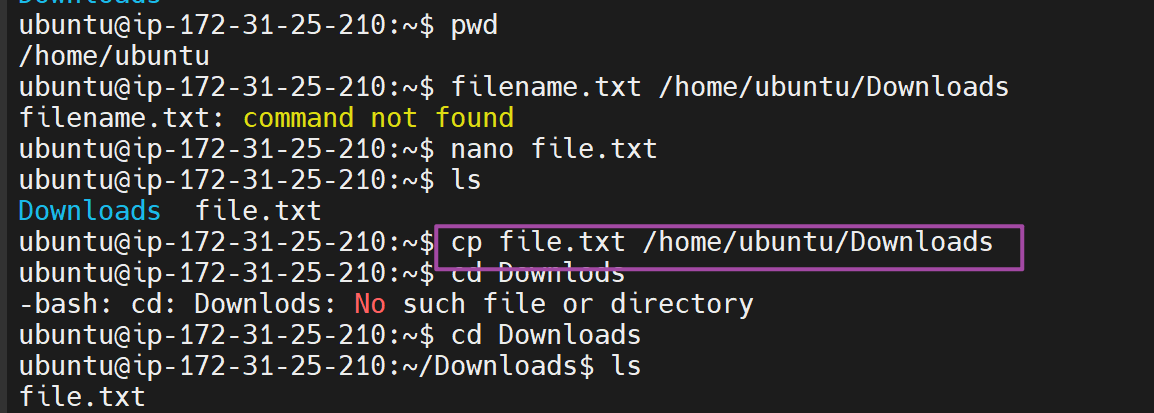 Downloads
ubuntu@ip-172-31-25-210:~$ pwd
/home/ubuntu
ubuntu@ip-172-31-25-210:~$ filename.txt /home/ubuntu/Downloads
filename.txt: command not found
ubuntu@ip-172-31-25-210:~$ nano file.txt
ubuntu@ip-172-31-25-210:~$ ls
Downloads  file.txt
ubuntu@ip-172-31-25-210:~$ cp file.txt /home/ubuntu/Downloads
ubuntu@ip-172-31-25-210:~$ cd Downlods
-bash: cd: Downlods: No such file or directory
ubuntu@ip-172-31-25-210:~$ cd Downloads
ubuntu@ip-172-31-25-210:~/Downloads$ ls
file.txt